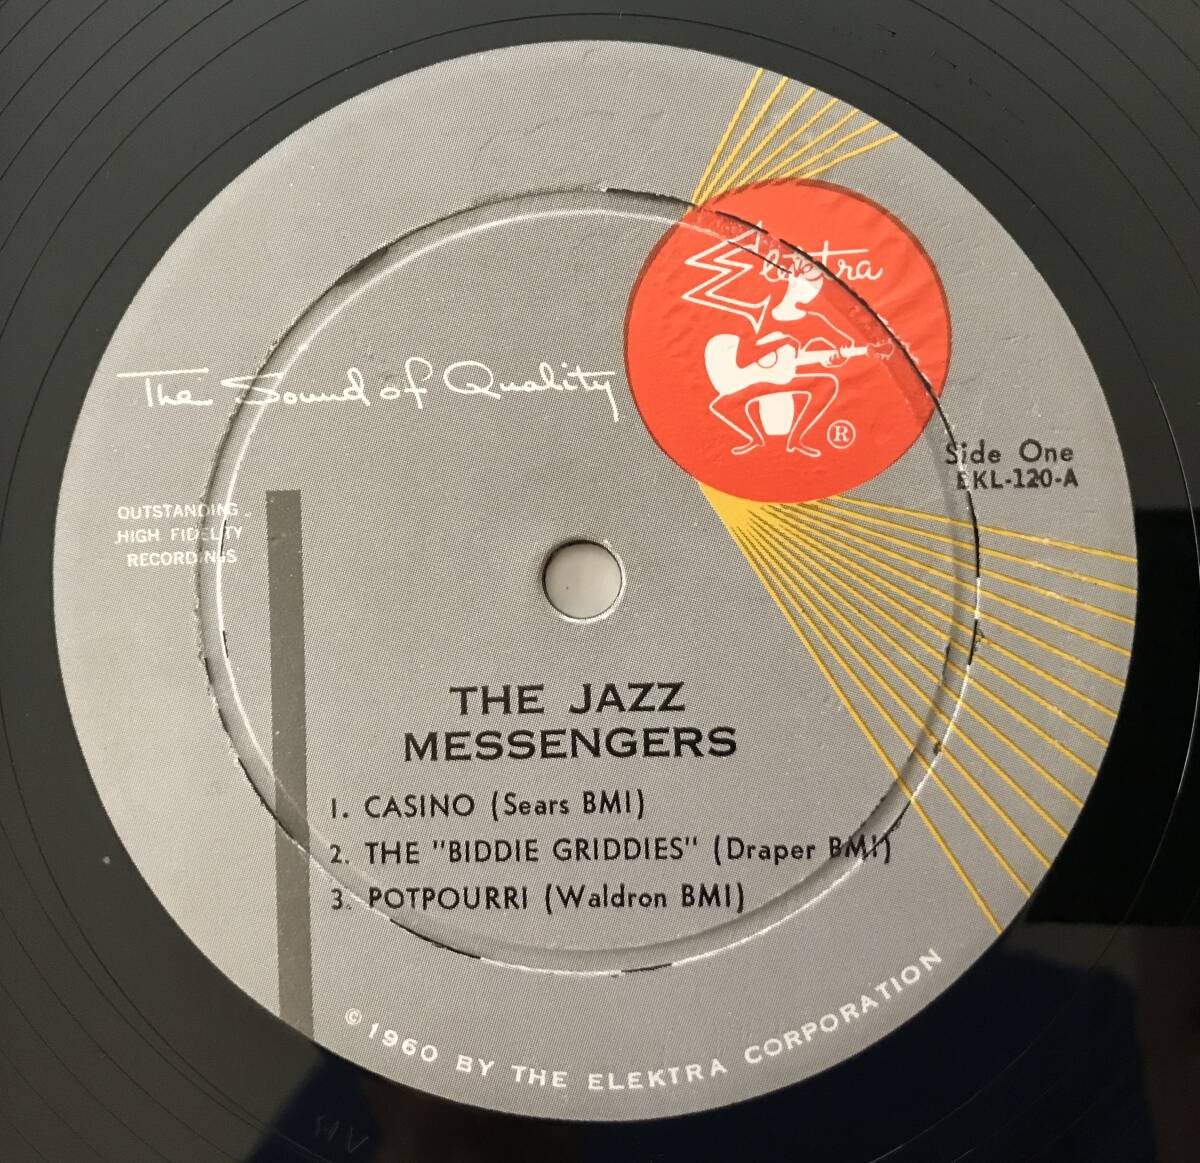 Elektra
®
The Sound of Quality
Side One
EKL-120-A
OUTSTANDING
HIGH FIDELITY
RECORDINGS
THE JAZZ
MESSENGERS
1. CASINO (Sears BMI)
2. THE "BIDDIE GRIDDIES" (Draper BMI)
3. POTPOURRI (Waldron BMI)
© 1960 BY THE ELEKTRA CORPORATION